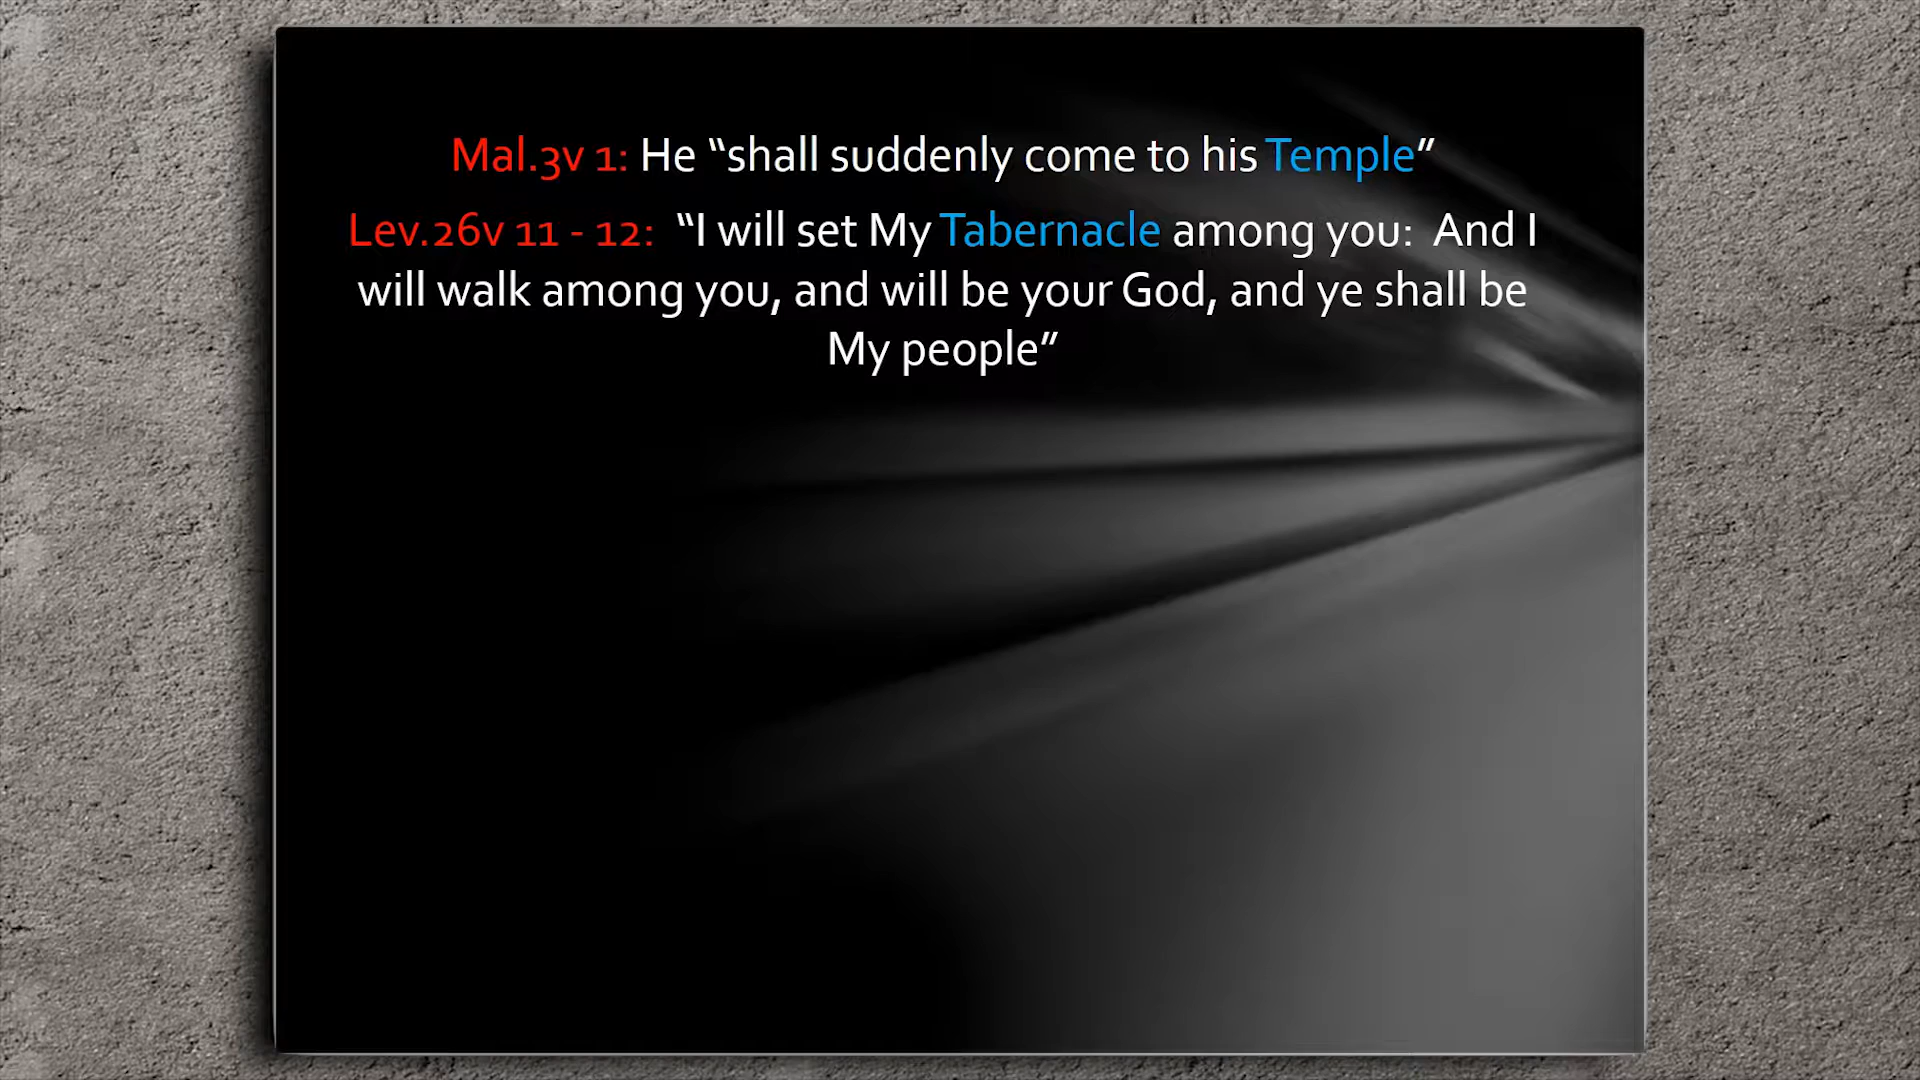 Mal.3v 1: He “shall suddenly come to his Temple”
Lev.26v 11 - 12:  “I will set My Tabernacle among you:  And I
will walk among you, and will be your God, and ye shall be
My people”